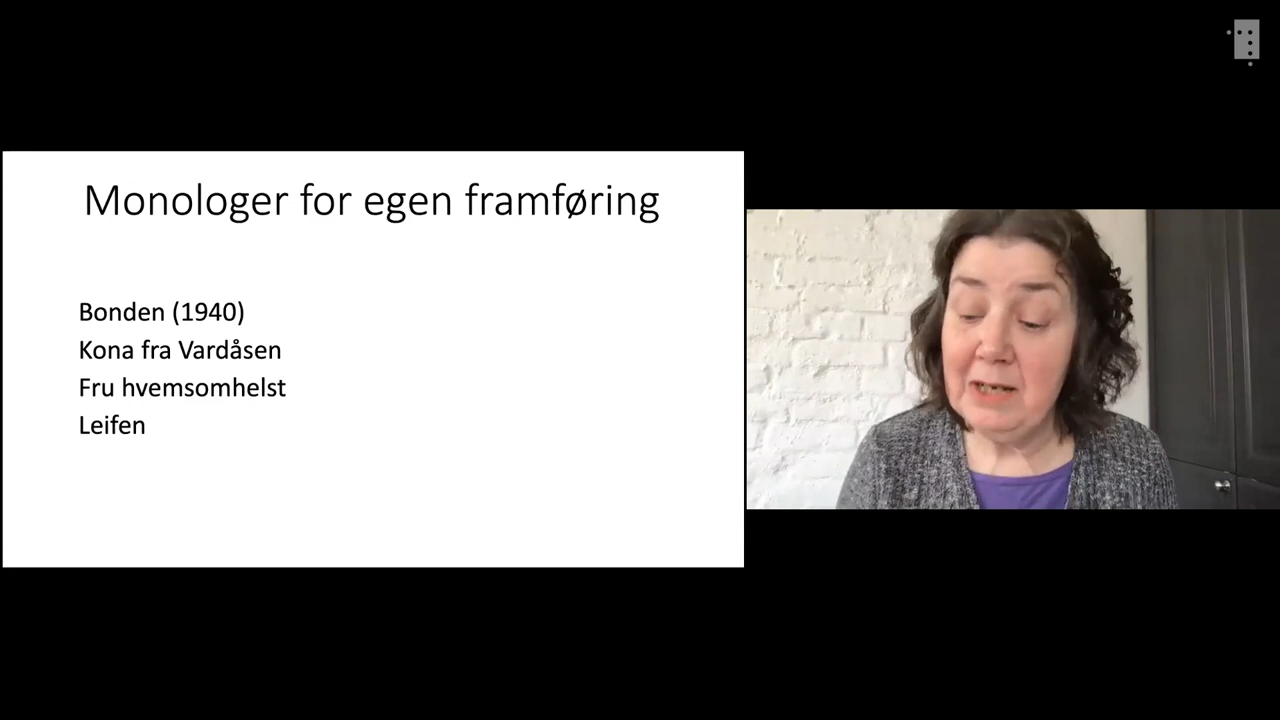 Monologer for egen framføring
Bonden (1940)
Kona fra Vardåsen
Fru hvemsomhelst
Leifen